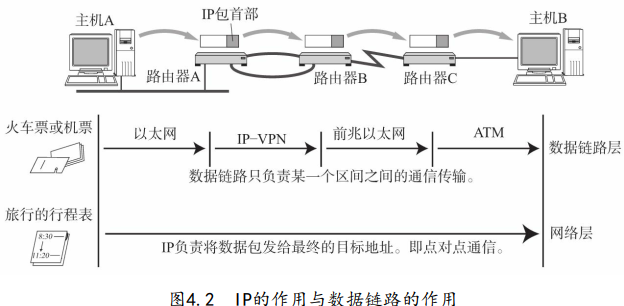 主机A
IP包首部
主机B
路由器A
路由器B
路由器C
火车票或机票
以太网
IP–VPN
前兆以太网
ATM
数据链路层
数据链路只负责某一个区间之间的通信传输。
旅行的行程表
8:30
11:20
网络层
IP负责将数据包发给最终的目标地址。即点对点通信。
图4.2 IP的作用与数据链路的作用